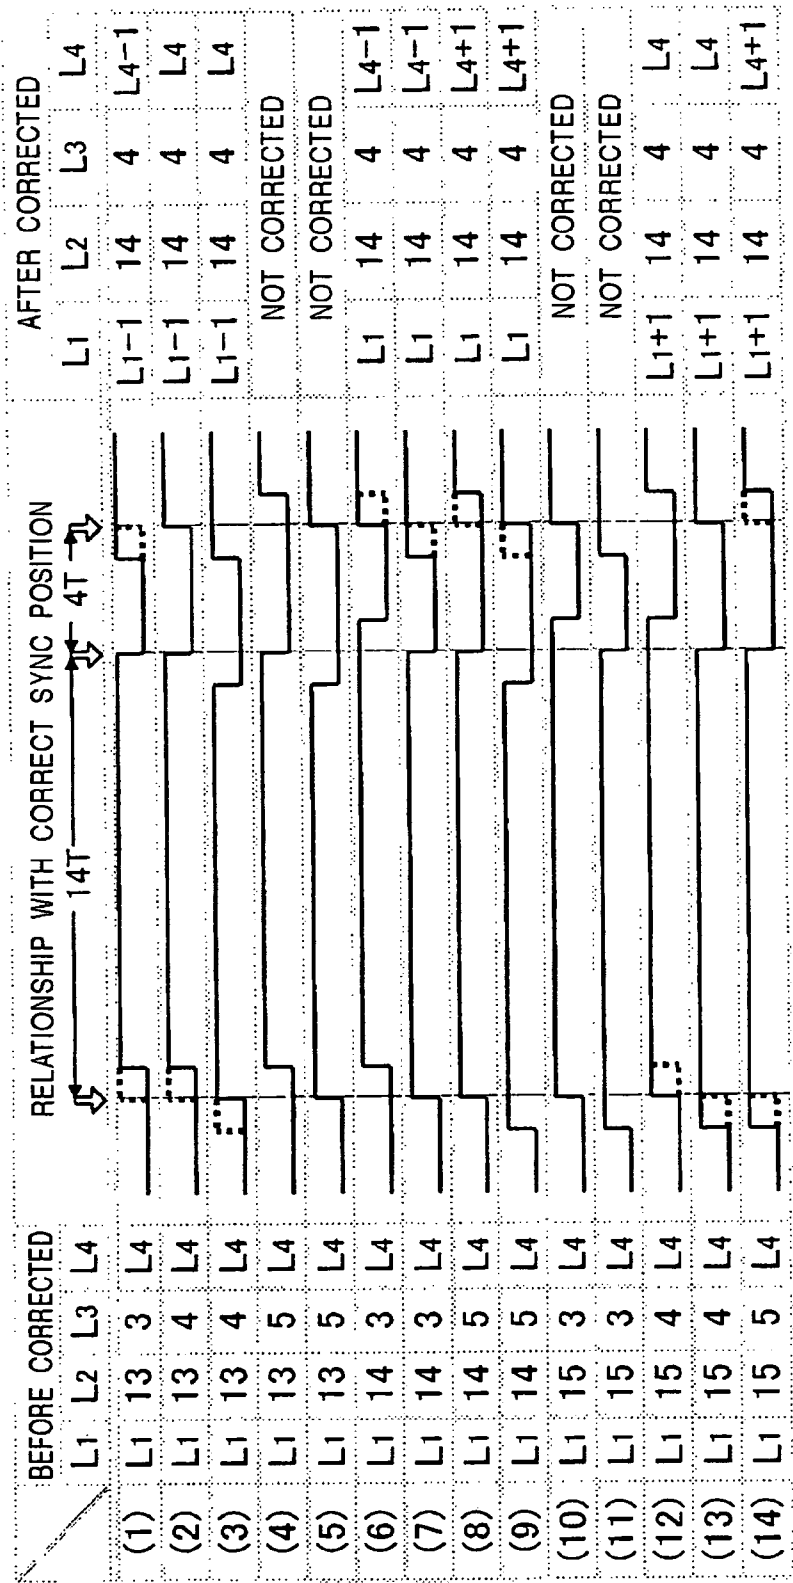 BEFORE CORRECTED RELATIONSHIP WITH CORRECT SYNC POSITION AFTER CORRECTED
L1 L2 L3 L4 14T 4T L1 L2 L3 L4
(1) L1 13 3 L4 L1-1 14 4 L4-1
(2) L1 13 4 L4 L1-1 14 4 L4
(3) L1 13 4 L4 L1-1 14 4 L4
(4) L1 13 5 L4 NOT CORRECTED
(5) L1 13 5 L4 NOT CORRECTED
(6) L1 14 3 L4 L1 14 4 L4-1
(7) L1 14 3 L4 L1 14 4 L4-1
(8) L1 14 5 L4 L1 14 4 L4+1
(9) L1 14 5 L4 L1 14 4 L4+1
(10) L1 15 3 L4 NOT CORRECTED
(11) L1 15 3 L4 NOT CORRECTED
(12) L1 15 4 L4 L1+1 14 4 L4
(13) L1 15 4 L4 L1+1 14 4 L4
(14) L1 15 5 L4 L1+1 14 4 L4+1